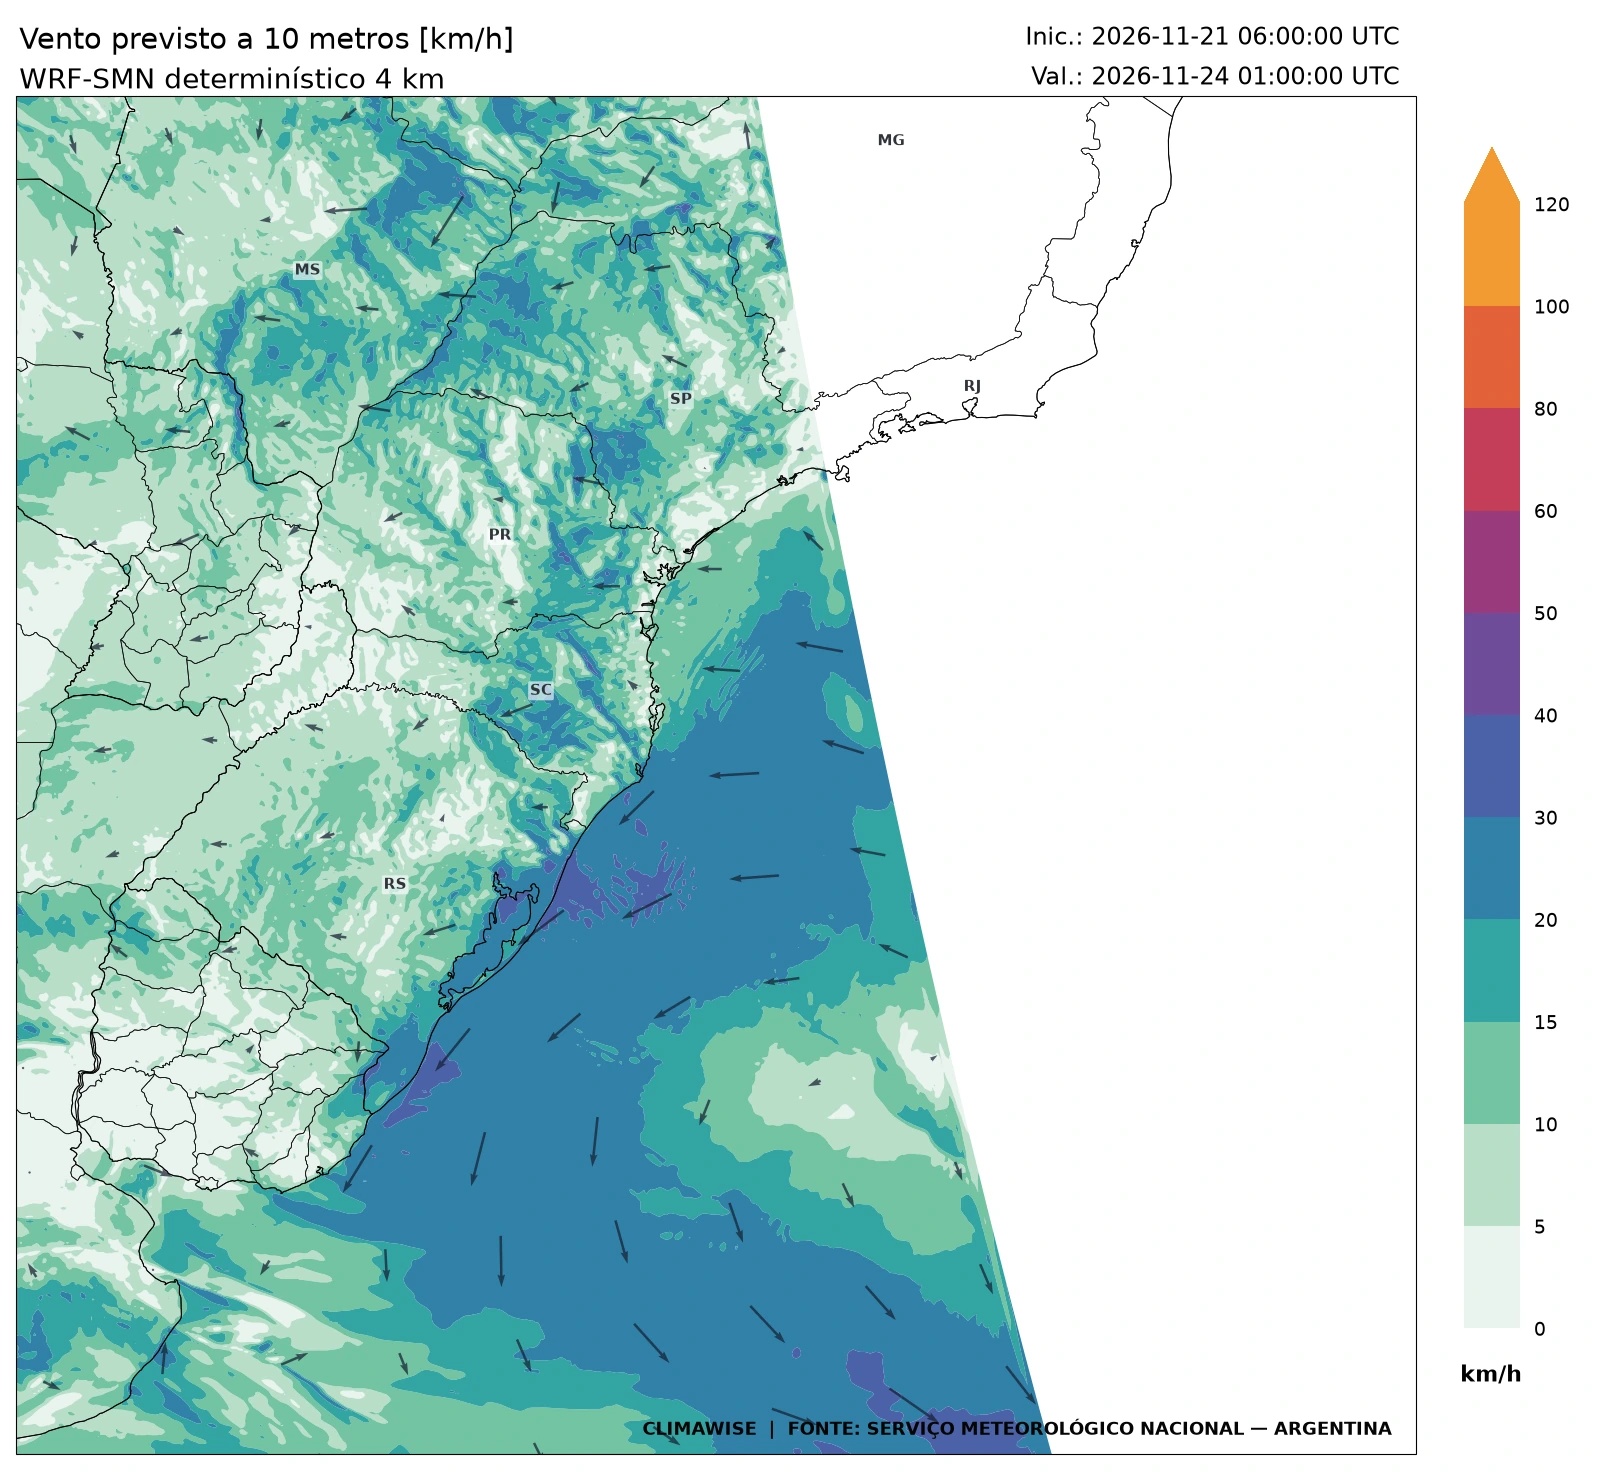 Vento previsto a 10 metros [km/h]
WRF-SMN determinístico 4 km
Inic.: 2026-11-21 06:00:00 UTC
Val.: 2026-11-24 01:00:00 UTC
MG
MS
RJ
SP
PR
SC
RS
120
100
80
60
50
40
30
20
15
10
5
0
km/h
CLIMAWISE | FONTE: SERVIÇO METEOROLÓGICO NACIONAL — ARGENTINA